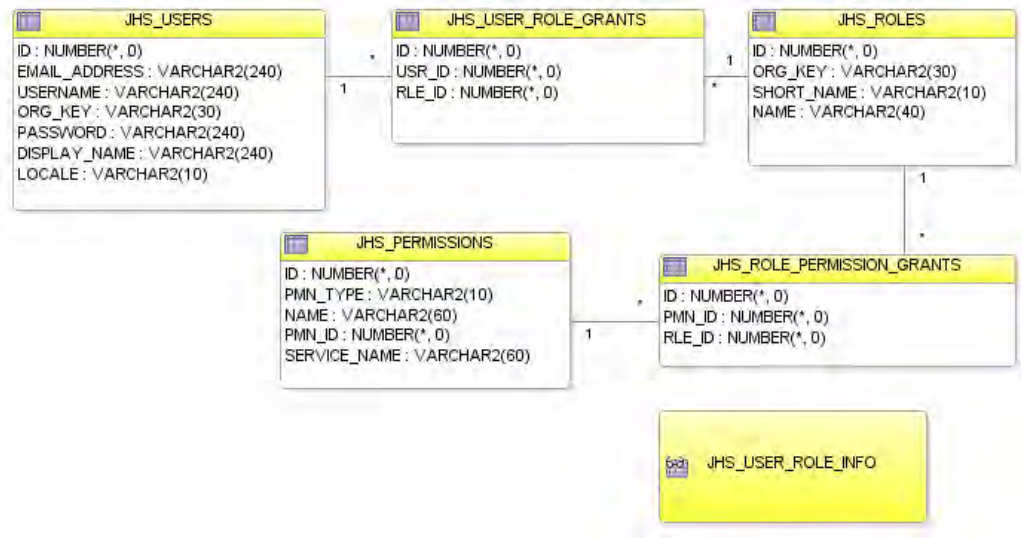 JHS_USERS
ID : NUMBER(*, 0)
EMAIL_ADDRESS : VARCHAR2(240)
USERNAME : VARCHAR2(240)
ORG_KEY : VARCHAR2(30)
PASSWORD : VARCHAR2(240)
DISPLAY_NAME : VARCHAR2(240)
LOCALE : VARCHAR2(10)
*
1
JHS_USER_ROLE_GRANTS
ID : NUMBER(*, 0)
USR_ID : NUMBER(*, 0)
RLE_ID : NUMBER(*, 0)
1
*
JHS_ROLES
ID : NUMBER(*, 0)
ORG_KEY : VARCHAR2(30)
SHORT_NAME : VARCHAR2(10)
NAME : VARCHAR2(40)
1
*
JHS_PERMISSIONS
ID : NUMBER(*, 0)
PMN_TYPE : VARCHAR2(10)
NAME : VARCHAR2(60)
PMN_ID : NUMBER(*, 0)
SERVICE_NAME : VARCHAR2(60)
*
1
JHS_ROLE_PERMISSION_GRANTS
ID : NUMBER(*, 0)
PMN_ID : NUMBER(*, 0)
RLE_ID : NUMBER(*, 0)
JHS_USER_ROLE_INFO